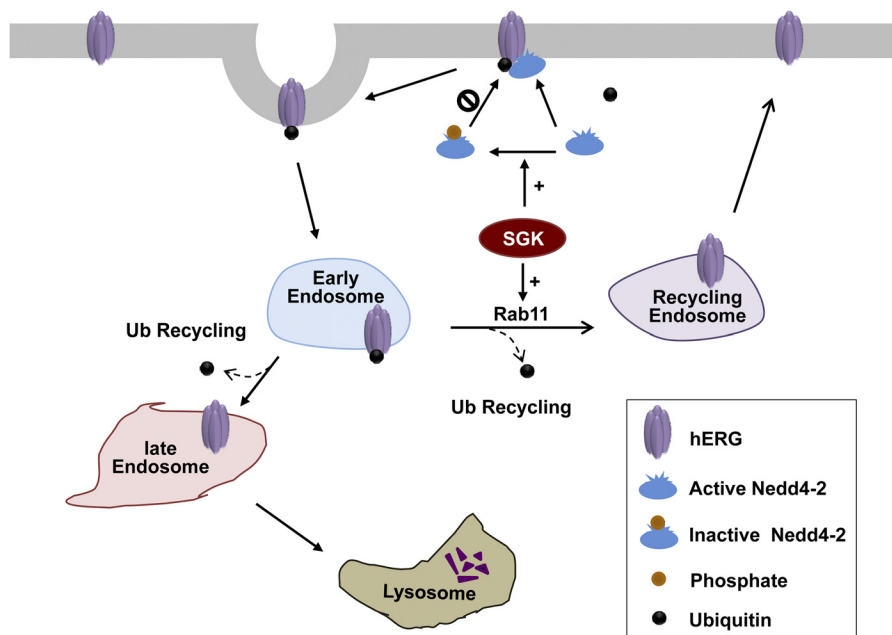 +
SGK
+
Early
Endosome
Rab11
Recycling
Endosome
Ub Recycling
Ub Recycling
late
Endosome
Lysosome
hERG
Active Nedd4-2
Inactive Nedd4-2
Phosphate
Ubiquitin